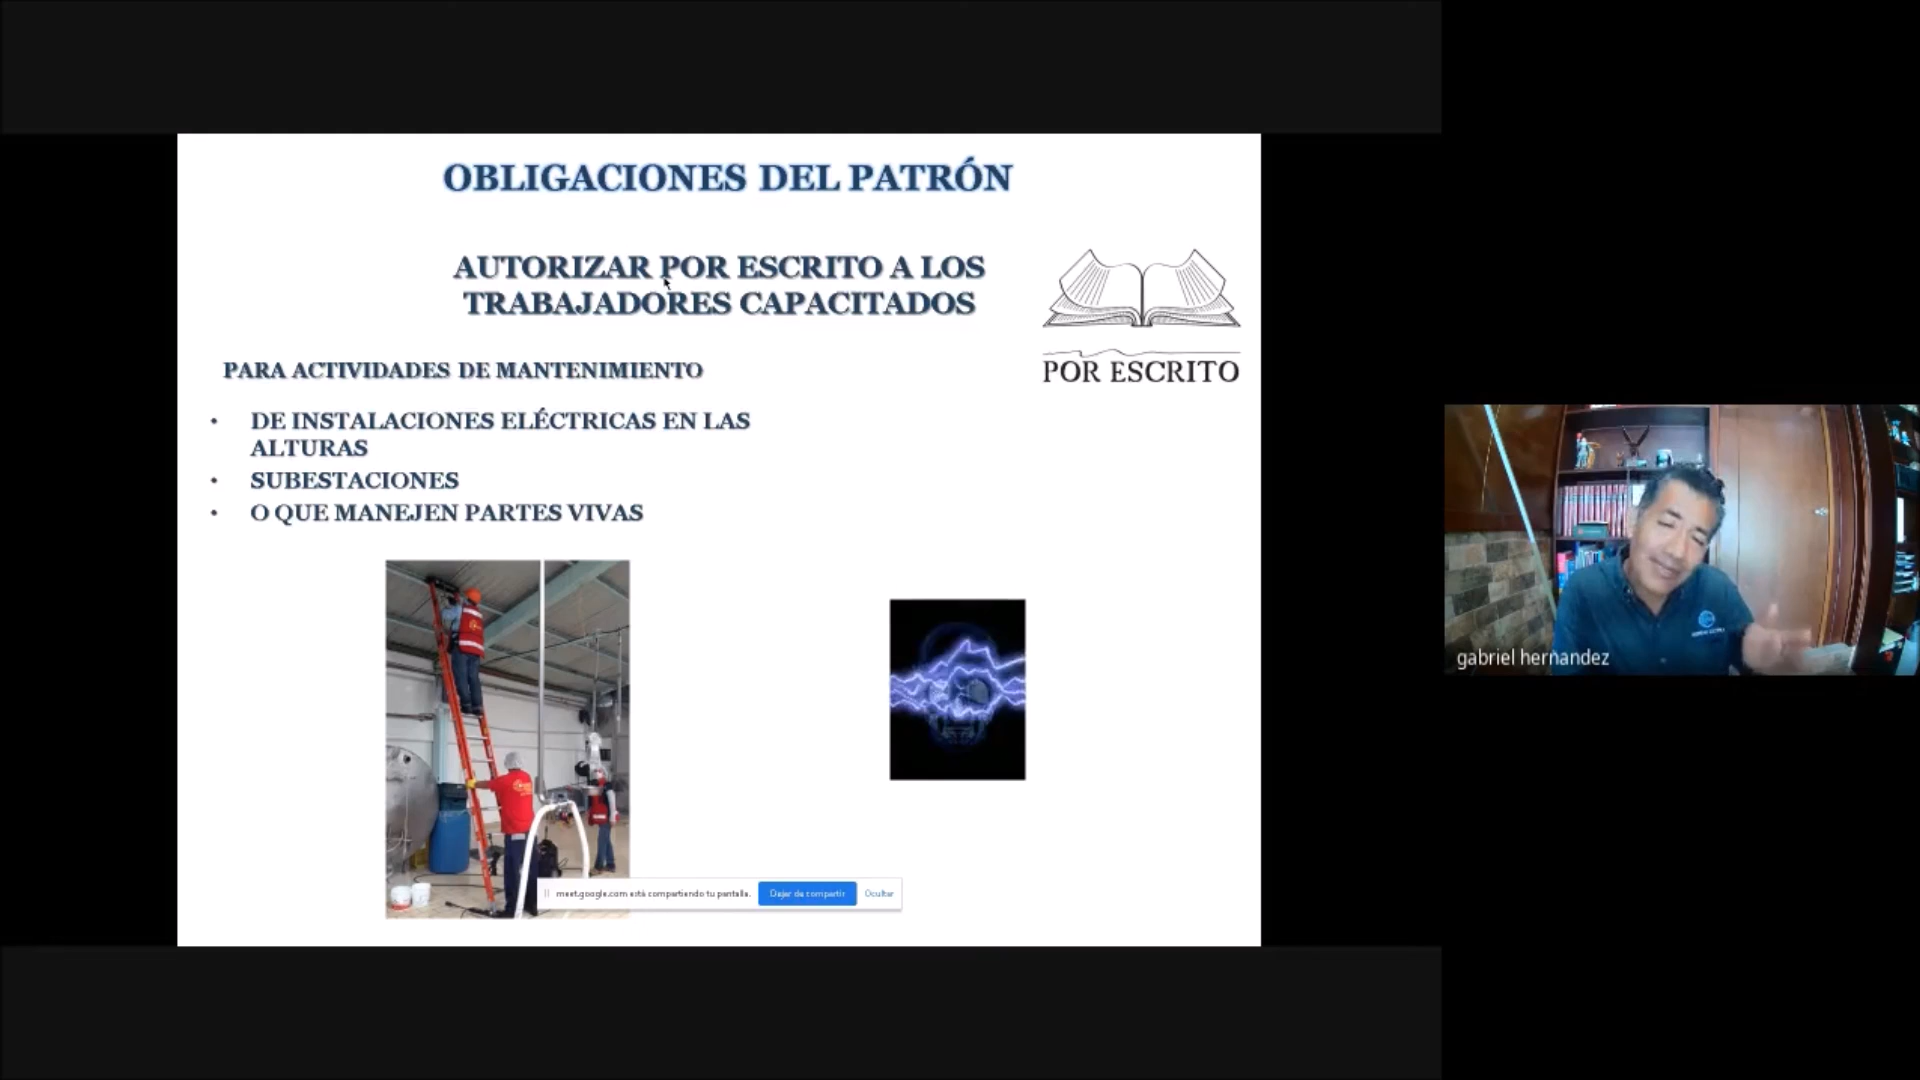 OBLIGACIONES DEL PATRÓN
AUTORIZAR POR ESCRITO A LOS
TRABAJADORES CAPACITADOS
POR ESCRITO
PARA ACTIVIDADES DE MANTENIMIENTO
• DE INSTALACIONES ELÉCTRICAS EN LAS
ALTURAS
• SUBESTACIONES
• O QUE MANEJEN PARTES VIVAS
meet.google.com está compartiendo tu pantalla.
Dejar de compartir
Ocultar
gabriel hernandez